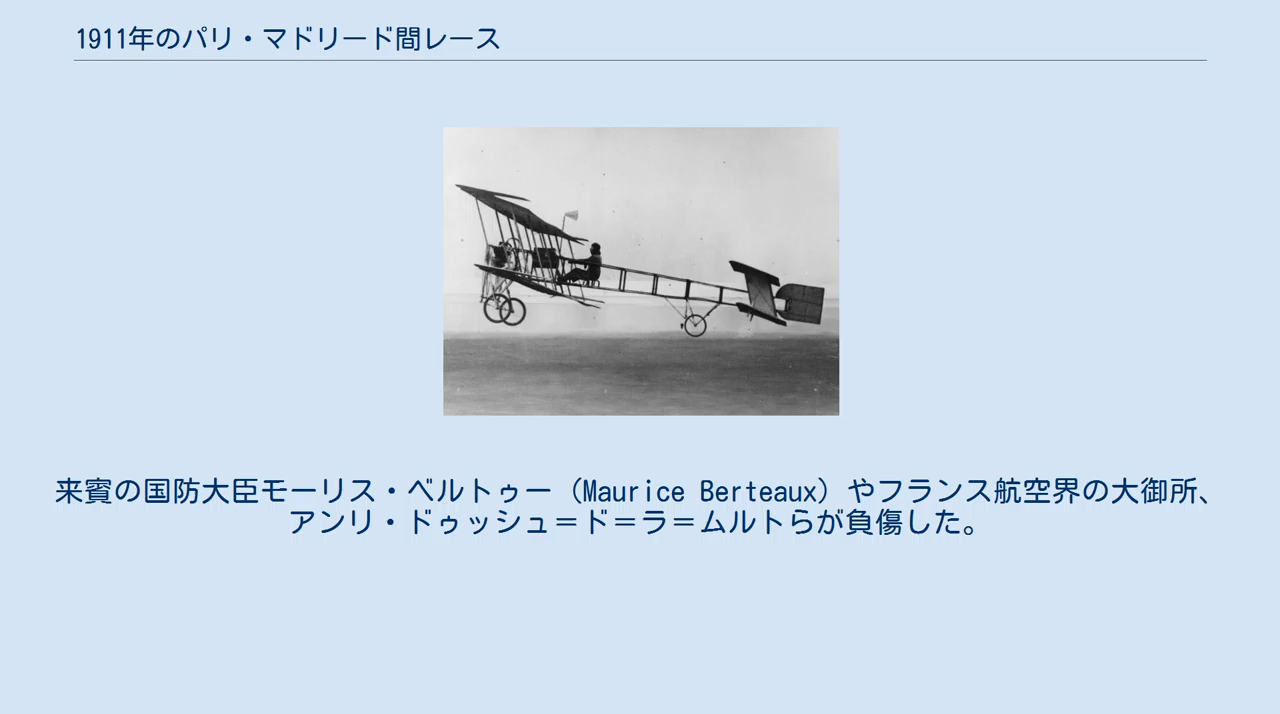 1911年のパリ・マドリード間レース
来賓の国防大臣モーリス・ベルトゥー（Maurice Berteaux）やフランス航空界の大御所、
アンリ・ドゥッシュ＝ド＝ラ＝ムルトらが負傷した。